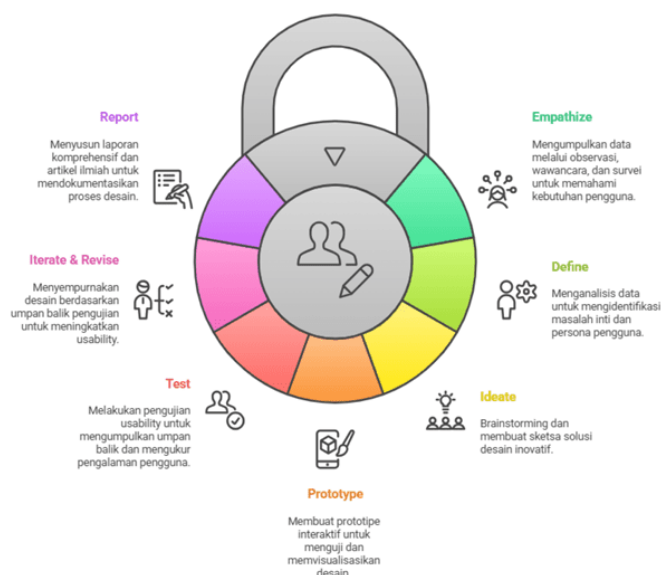 Report
Menyusun laporan
komprehensif dan
artikel ilmiah untuk
mendokumentasikan
proses desain.
Empathize
Mengumpulkan data
melalui observasi,
wawancara, dan survei
untuk memahami
kebutuhan pengguna.
Iterate & Revise
Menyempurnakan
desain berdasarkan
umpan balik pengujian
untuk meningkatkan
usability.
Define
Menganalisis data
untuk mengidentifikasi
masalah inti dan
persona pengguna.
Test
Melakukan pengujian
usability untuk
mengumpulkan umpan
balik dan mengukur
pengalaman pengguna.
Ideate
Brainstorming dan
membuat sketsa solusi
desain inovatif.
Prototype
Membuat prototipe
interaktif untuk
menguji dan
memvisualisasikan
desain